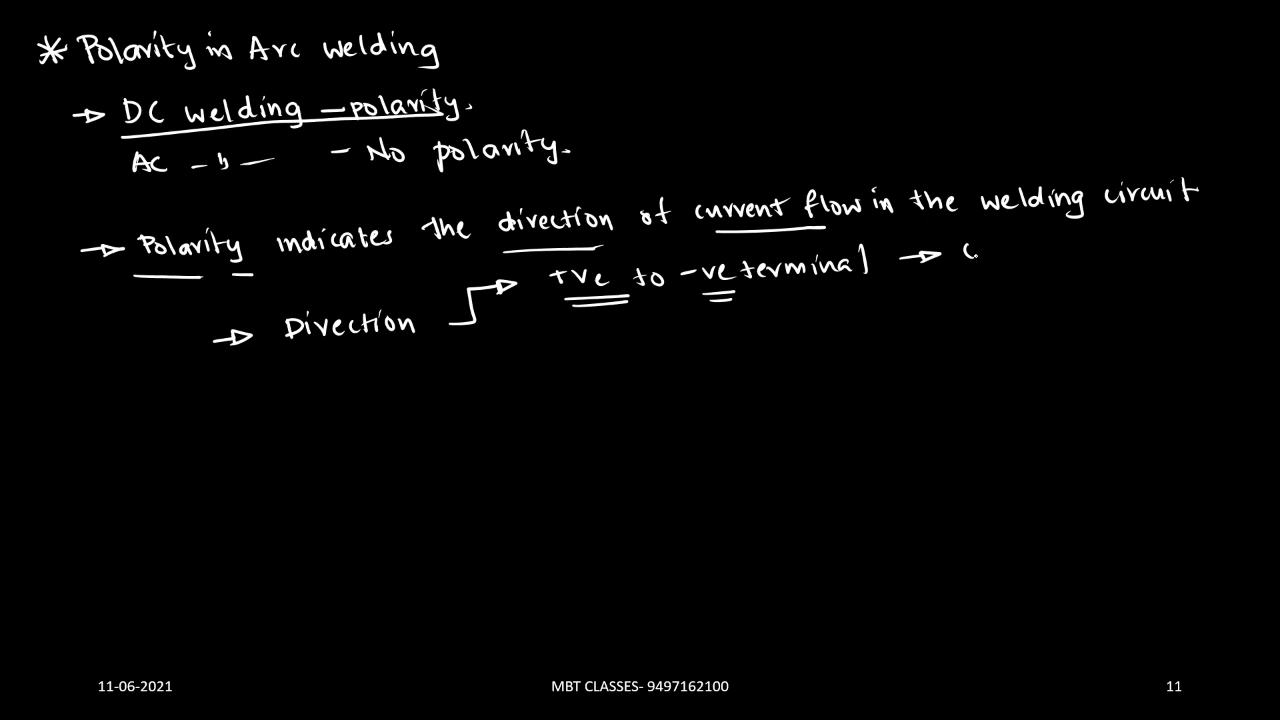 * Polarity in Arc welding
→ DC welding – polarity.
AC –〃– – No polarity.
→ Polarity indicates the direction of current flow in the welding circuit
→ Direction → +ve to -ve terminal → C
11-06-2021
MBT CLASSES- 9497162100
11